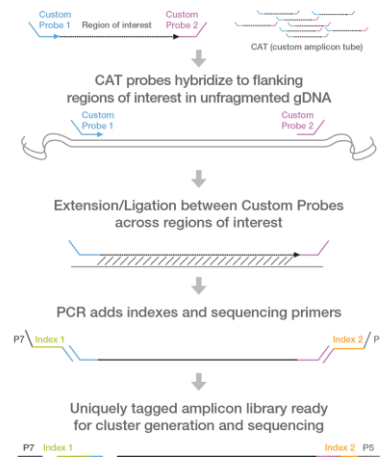 Custom Probe 1
Region of interest
Custom Probe 2
CAT (custom amplicon tube)
CAT probes hybridize to flanking
regions of interest in unfragmented gDNA
Custom Probe 1
Custom Probe 2
Extension/Ligation between Custom Probes
across regions of interest
PCR adds indexes and sequencing primers
P7
Index 1
Index 2
P
Uniquely tagged amplicon library ready
for cluster generation and sequencing
P7
Index 1
Index 2
P5